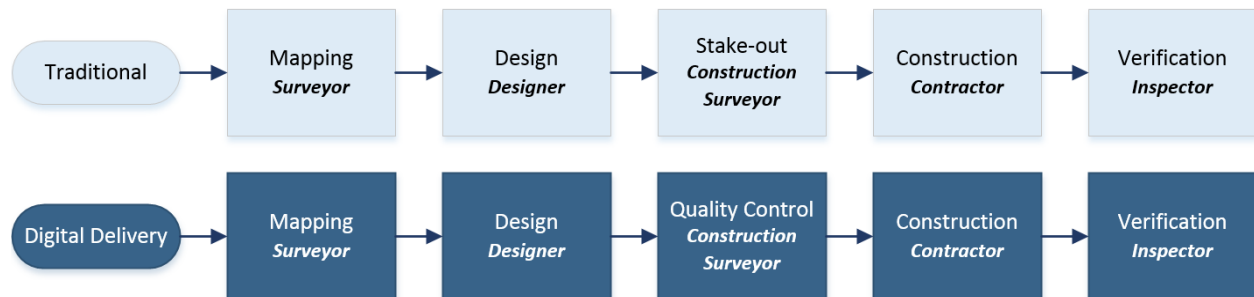 Traditional
Mapping
Surveyor
Design
Designer
Stake-out
Construction
Surveyor
Construction
Contractor
Verification
Inspector
Digital Delivery
Mapping
Surveyor
Design
Designer
Quality Control
Construction
Surveyor
Construction
Contractor
Verification
Inspector